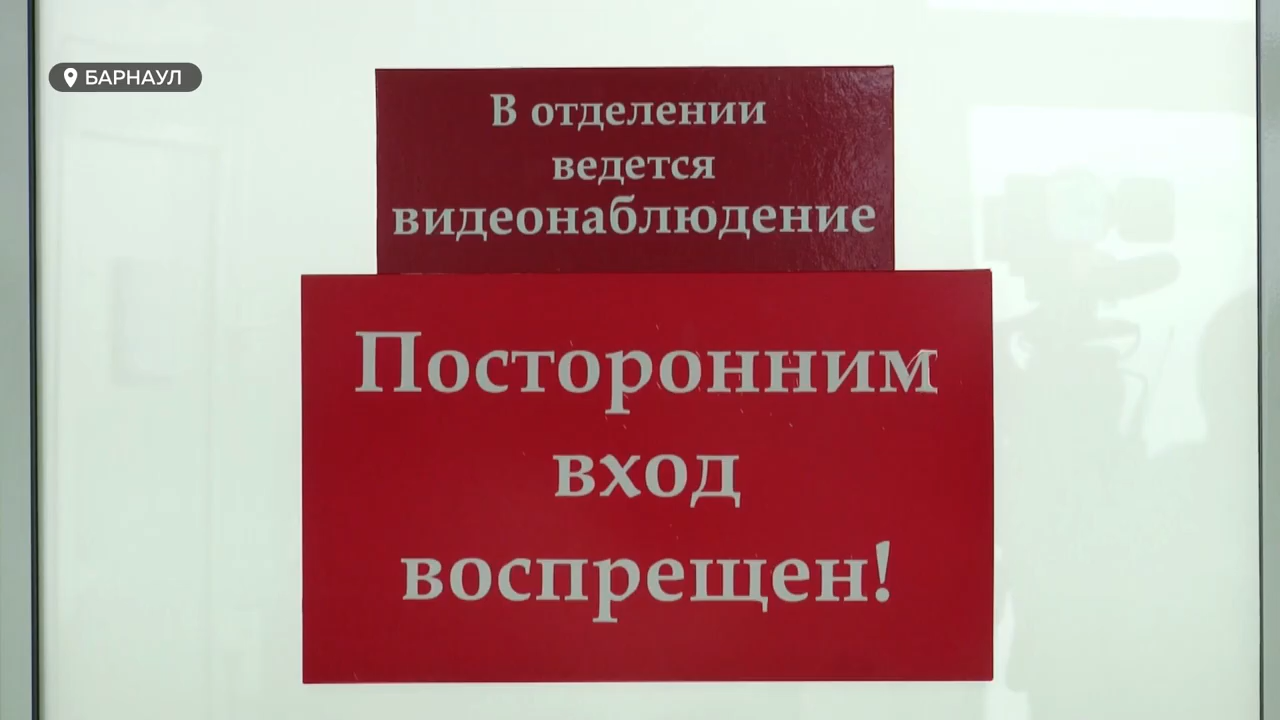 БАРНАУЛ
В отделении
ведется
видеонаблюдение
Посторонним
вход
воспрещен!